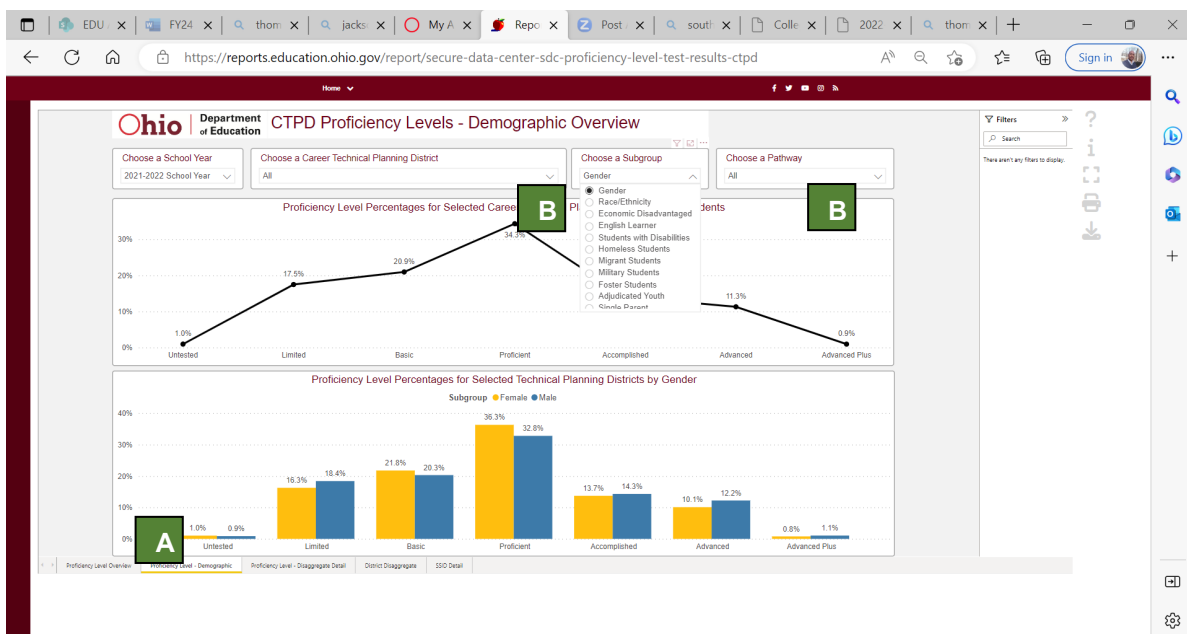 EDU
FY24
thom
jacks
My A
Repo
Post
south
Colle
2022
thom
https://reports.education.ohio.gov/report/secure-data-center-sdc-proficiency-level-test-results-ctpd
Sign in
Home
Ohio Department of Education
CTPD Proficiency Levels - Demographic Overview
Filters
Search
There aren't any filters to display.
Choose a School Year
2021-2022 School Year
Choose a Career Technical Planning District
All
Choose a Subgroup
Gender
Choose a Pathway
All
Gender
Race/Ethnicity
Economic Disadvantaged
English Learner
Students with Disabilities
Homeless Students
Migrant Students
Military Students
Foster Students
Adjudicated Youth
Single Parent
B
B
Proficiency Level Percentages for Selected Caree
Pl
dents
30%
20%
10%
0%
1.0%
17.5%
20.9%
34.3%
11.3%
0.9%
Untested
Limited
Basic
Proficient
Accomplished
Advanced
Advanced Plus
Proficiency Level Percentages for Selected Technical Planning Districts by Gender
Subgroup Female Male
40%
30%
20%
10%
0%
1.0% 0.9%
16.3% 18.4%
21.8% 20.3%
36.3% 32.8%
13.7% 14.3%
10.1% 12.2%
0.8% 1.1%
Untested
Limited
Basic
Proficient
Accomplished
Advanced
Advanced Plus
A
Proficiency Level Overview
Proficiency Level - Demographic
Proficiency Level - Disaggregate Detail
District Disaggregate
SSID Detail